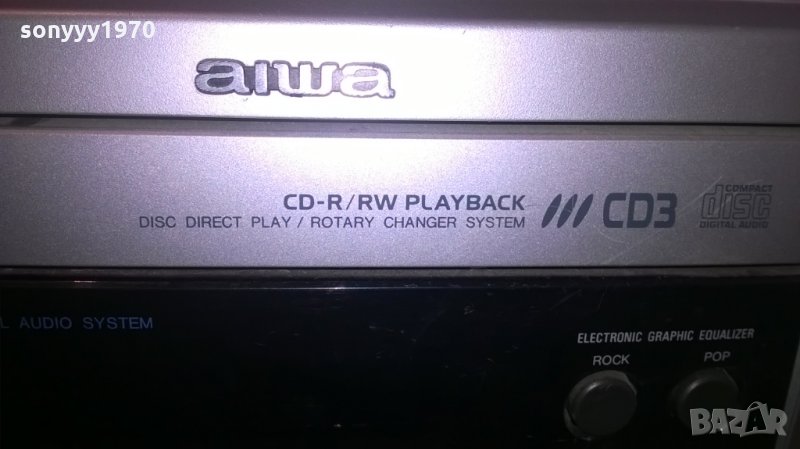 sonyyy1970
aiwa
CD-R/RW PLAYBACK
DISC DIRECT PLAY / ROTARY CHANGER SYSTEM
CD3
COMPACT
disc
DIGITAL AUDIO
L AUDIO SYSTEM
ELECTRONIC GRAPHIC EQUALIZER
ROCK
POP
BAZAR